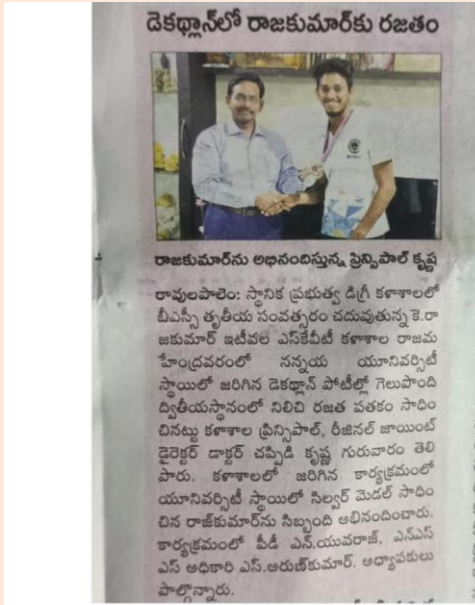 డెకథ్లాన్‌లో రాజకుమార్‌కు రజతం
రాజకుమార్‌ను అభినందిస్తున్న ప్రిన్సిపాల్ కృష్ణ
రావులపాలెం: స్థానిక ప్రభుత్వ డిగ్రీ కళాశాలలో
బీఎస్సీ తృతీయ సంవత్సరం చదువుతున్న కె.రా
జకుమార్ ఇటీవల ఎస్‌కేవీటీ కళాశాల రాజమ
హేంద్రవరంలో నన్నయ యూనివర్సిటీ
స్థాయిలో జరిగిన డెకథ్లాన్ పోటీల్లో గెలుపొంది
ద్వితీయస్థానంలో నిలిచి రజత పతకం సాధిం
చినట్టు కళాశాల ప్రిన్సిపాల్, రీజినల్ జాయింట్
డైరెక్టర్ డాక్టర్ చప్పిడి కృష్ణ గురువారం తెలి
పారు. కళాశాలలో జరిగిన కార్యక్రమంలో
యూనివర్సిటీ స్థాయిలో సిల్వర్ మెడల్ సాధిం
చిన రాజ్‌కుమార్‌ను సిబ్బంది అభినందించారు.
కార్యక్రమంలో పీడీ ఎన్.యువరాజ్, ఎన్ఎస్
ఎస్ అధికారి ఎస్.అరుణ్‌కుమార్. అధ్యాపకులు
పాల్గొన్నారు.